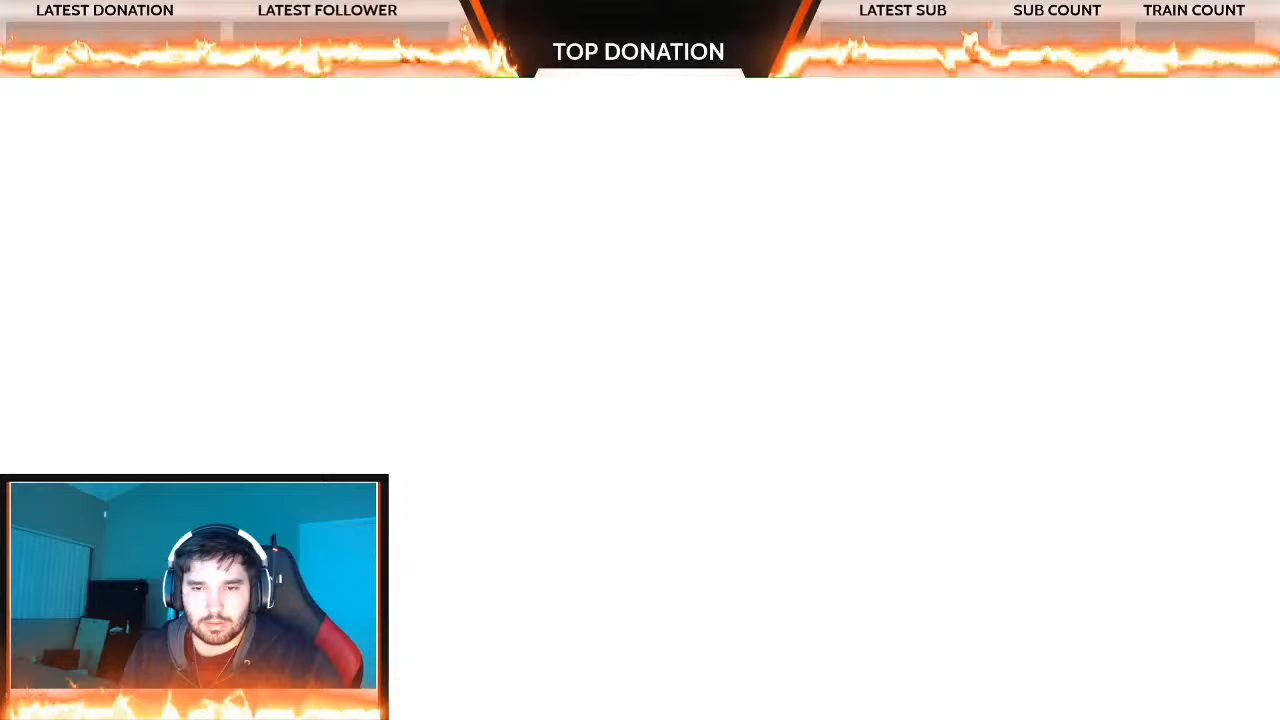 LATEST DONATION
LATEST FOLLOWER
TOP DONATION
LATEST SUB
SUB COUNT
TRAIN COUNT